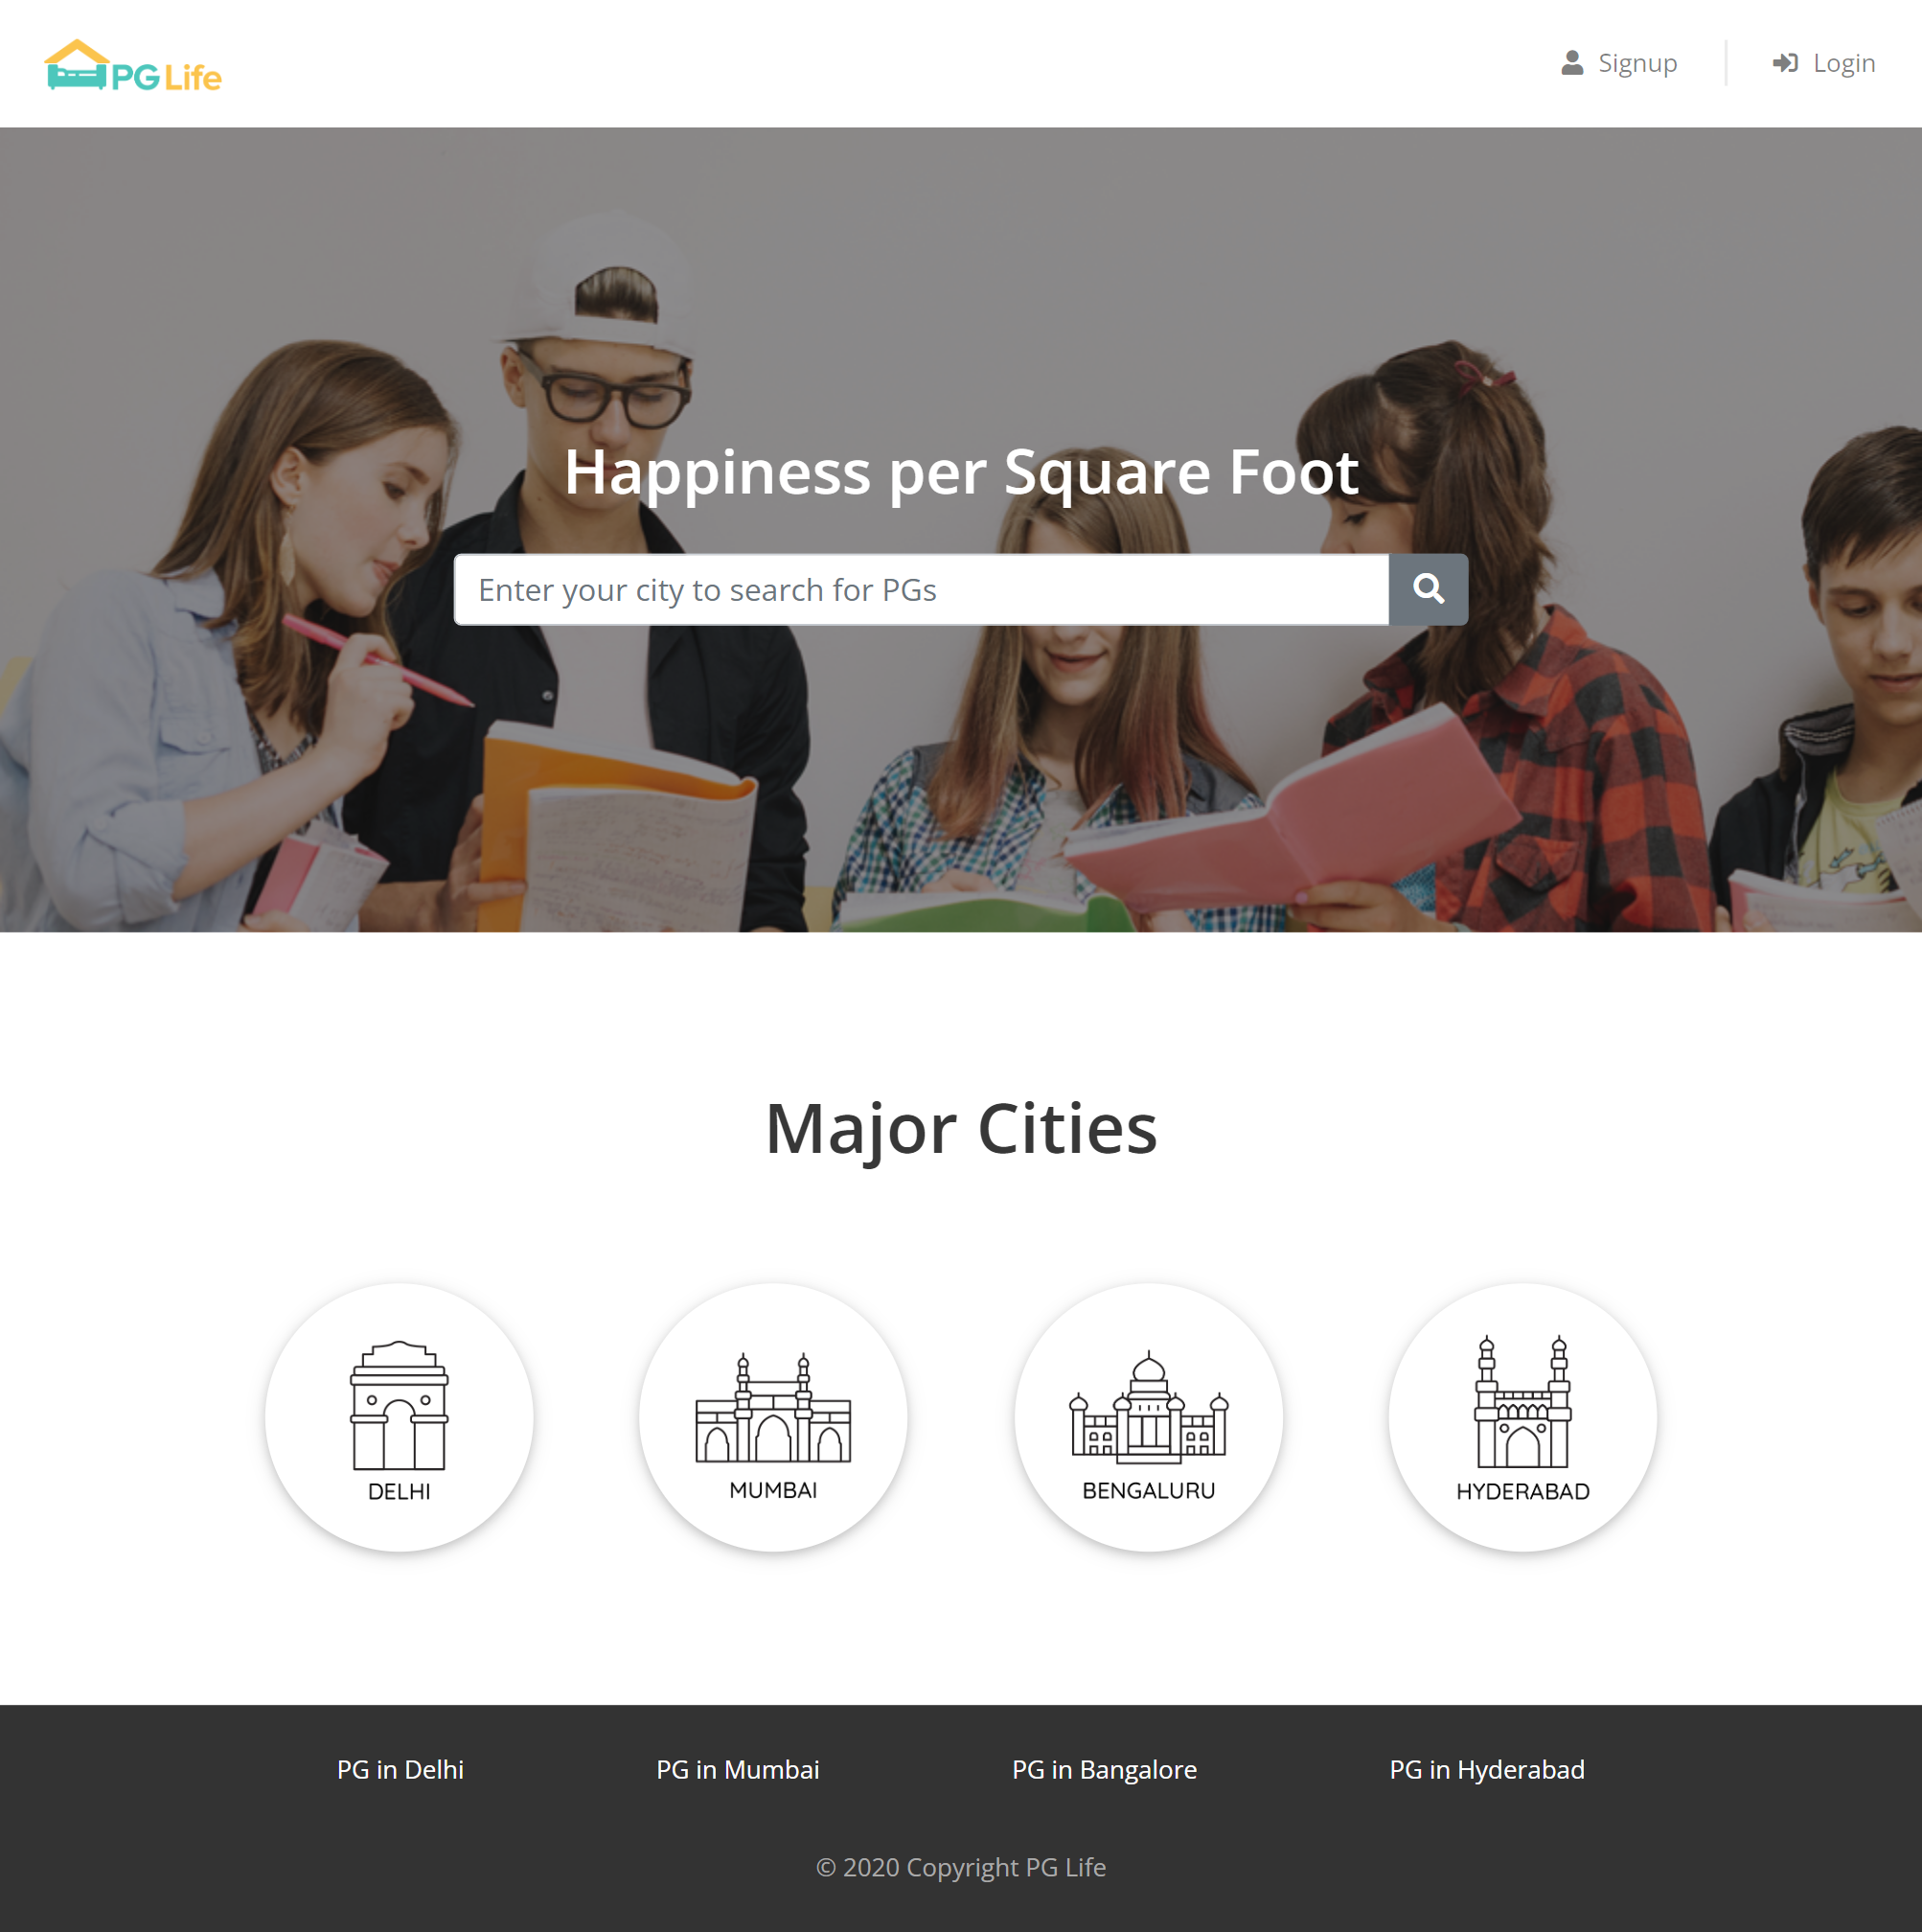 PG Life
Signup
Login
Happiness per Square Foot
Enter your city to search for PGs
Major Cities
DELHI
MUMBAI
BENGALURU
HYDERABAD
PG in Delhi
PG in Mumbai
PG in Bangalore
PG in Hyderabad
© 2020 Copyright PG Life